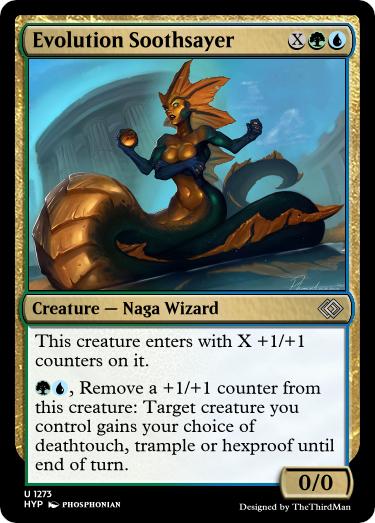 Evolution Soothsayer X
Creature — Naga Wizard
This creature enters with X +1/+1
counters on it.
, Remove a +1/+1 counter from
this creature: Target creature you
control gains your choice of
deathtouch, trample or hexproof until
end of turn.
0/0
U 1273
HYP PHOSPHONIAN
Designed by TheThirdMan